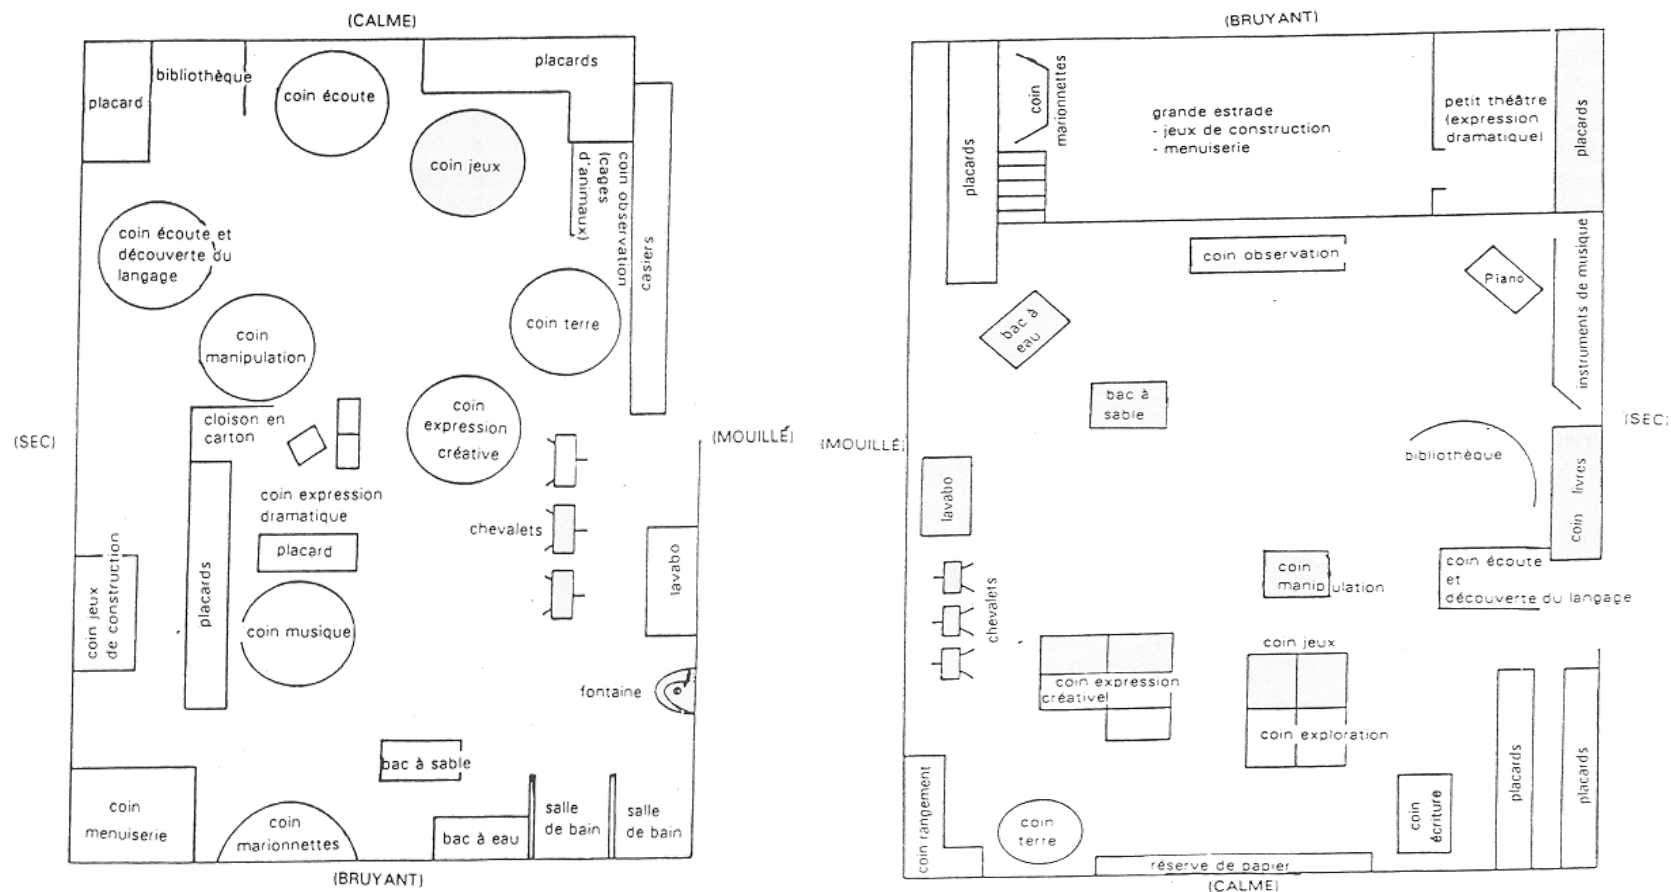 (CALME)
placard
bibliothèque
coin écoute
placards
coin jeux
coin observation
(cages
d'animaux)
casiers
coin écoute et
découverte du
langage
coin
manipulation
coin terre
cloison en
carton
coin
expression
créative
(SEC)
(MOUILLÉ)
coin expression
dramatique
chevalets
placard
placards
lavabo
coin jeux
de construction
coin musique
fontaine
bac à sable
coin
menuiserie
coin
marionnettes
bac à eau
salle
de bain
salle
de bain
(BRUYANT)
(BRUYANT)
placards
coin
marionnettes
grande estrade
- jeux de construction
- menuiserie
petit théâtre
(expression
dramatique)
placards
coin observation
Piano
instruments de musique
bac à
eau
bac à
sable
(MOUILLÉ)
(SEC)
bibliothèque
coin livres
lavabo
coin
manipulation
coin écoute
et
découverte du langage
chevalets
coin jeux
coin expression
créative
coin exploration
placards
placards
coin rangement
coin
terre
coin
écriture
réserve de papier
(CALME)